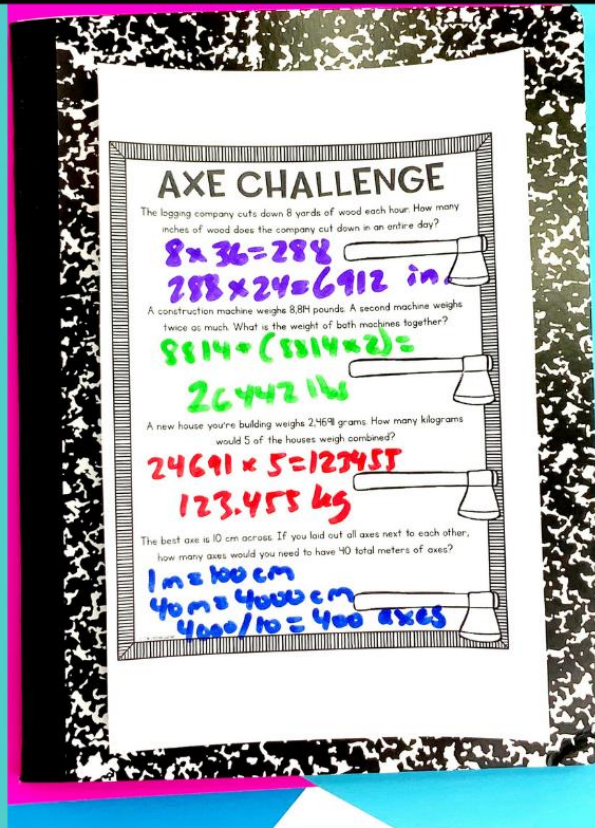 AXE CHALLENGE
The logging company cuts down 8 yards of wood each hour. How many
inches of wood does the company cut down in an entire day?
8 x 36 = 288
288 x 24 = 6912 in.
A construction machine weighs 8,814 pounds. A second machine weighs
twice as much. What is the weight of both machines together?
8814 + (8814 x 2) =
26442 lbs
A new house you're building weighs 2,4691 grams. How many kilograms
would 5 of the houses weigh combined?
24691 x 5 = 123455
123.455 kg
The best axe is 10 cm across. If you laid out all axes next to each other,
how many axes would you need to have 40 total meters of axes?
1 m = 100 cm
40 m = 4000 cm
4000/10 = 400 axes